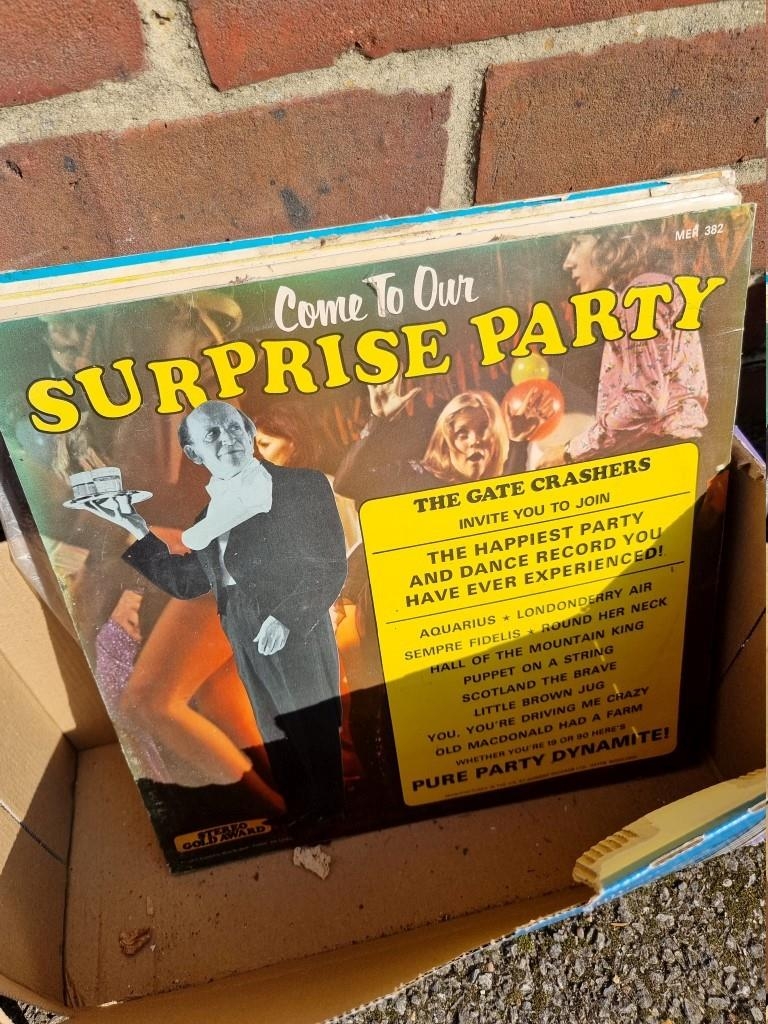 MER 382
Come To Our
SURPRISE PARTY
THE GATE CRASHERS
INVITE YOU TO JOIN
THE HAPPIEST PARTY
AND DANCE RECORD YOU
HAVE EVER EXPERIENCED!
AQUARIUS ★ LONDONDERRY AIR
SEMPRE FIDELIS ★ ROUND HER NECK
HALL OF THE MOUNTAIN KING
PUPPET ON A STRING
SCOTLAND THE BRAVE
LITTLE BROWN JUG
YOU, YOU'RE DRIVING ME CRAZY
OLD MACDONALD HAD A FARM
WHETHER YOU'RE 19 OR 90 HERE'S
PURE PARTY DYNAMITE!
STEREO
GOLD AWARD